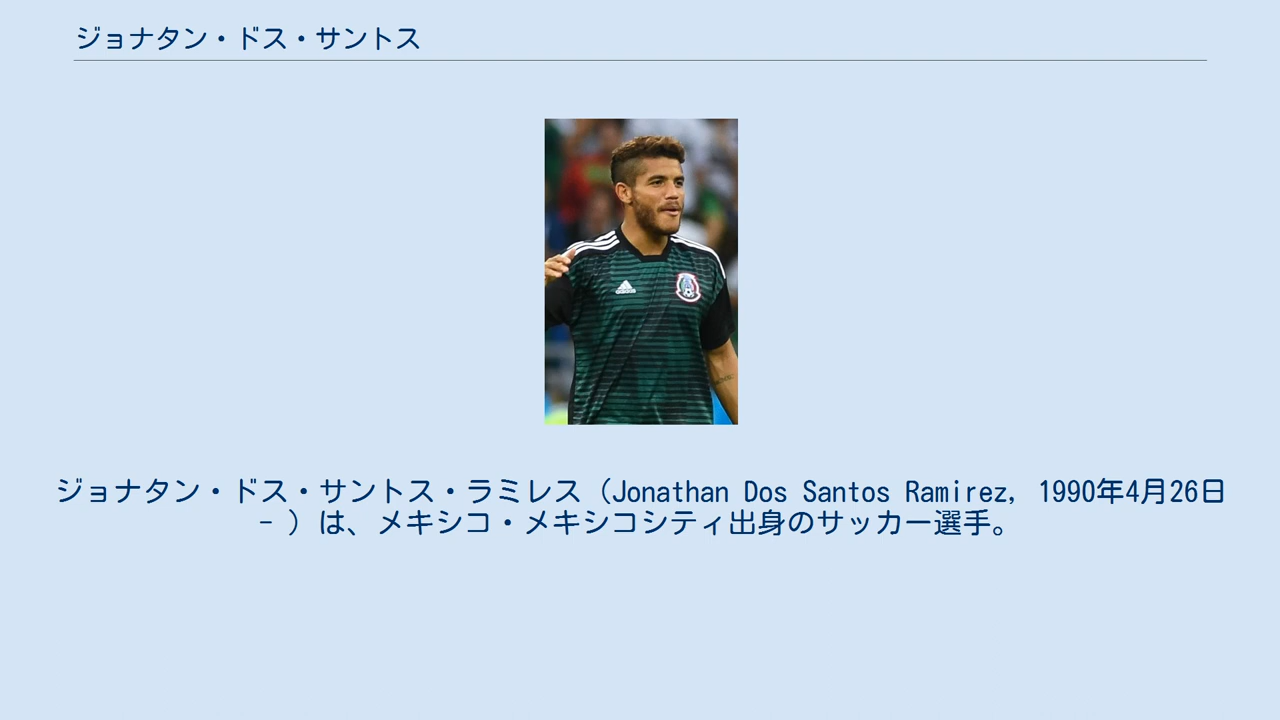 ジョナタン・ドス・サントス
ジョナタン・ドス・サントス・ラミレス（Jonathan Dos Santos Ramirez, 1990年4月26日
- ）は、メキシコ・メキシコシティ出身のサッカー選手。